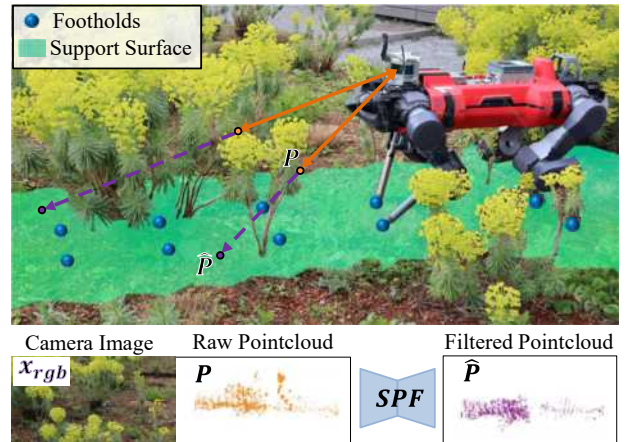 Footholds
Support Surface
P
P̂
Camera Image
Raw Pointcloud
Filtered Pointcloud
x_rgb
P
SPF
P̂